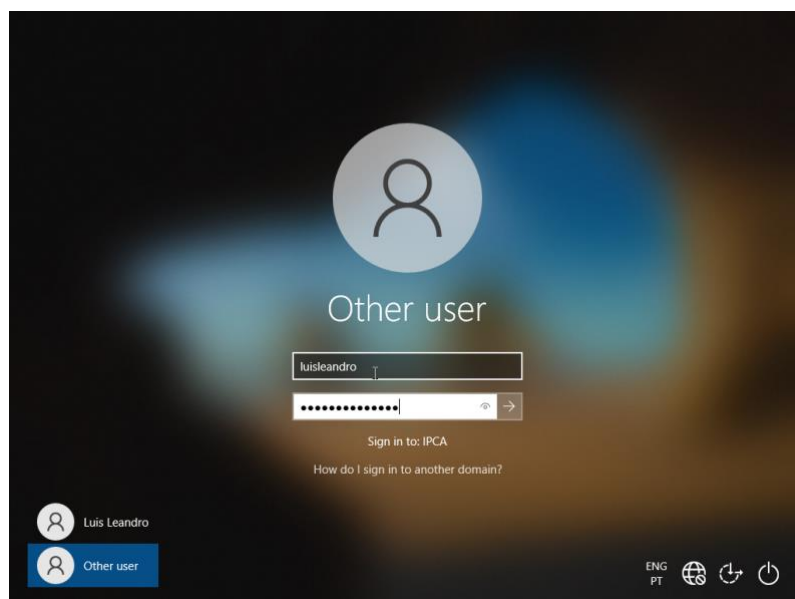 Other user
luisleandro
Sign in to: IPCA
How do I sign in to another domain?
Luis Leandro
Other user
ENG
PT